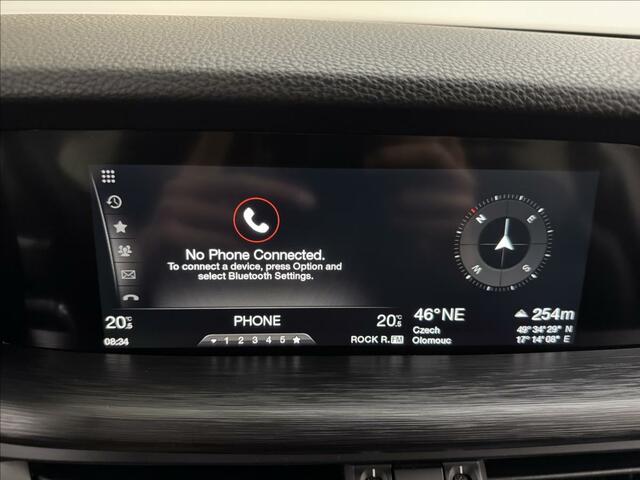 No Phone Connected.
To connect a device, press Option and
select Bluetooth Settings.
N
E
S
W
20.5°C
PHONE
20.5°C
08:24
1 2 3 4 5
ROCK R. FM
46°NE
254m
Czech
Olomouc
49° 34' 29" N
17° 14' 08" E